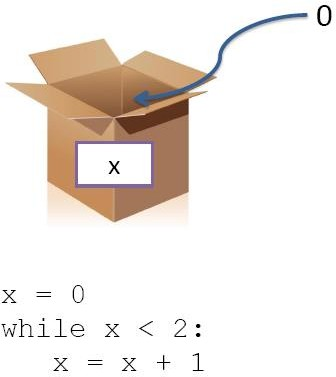 0
x
x = 0
while x < 2:
   x = x + 1